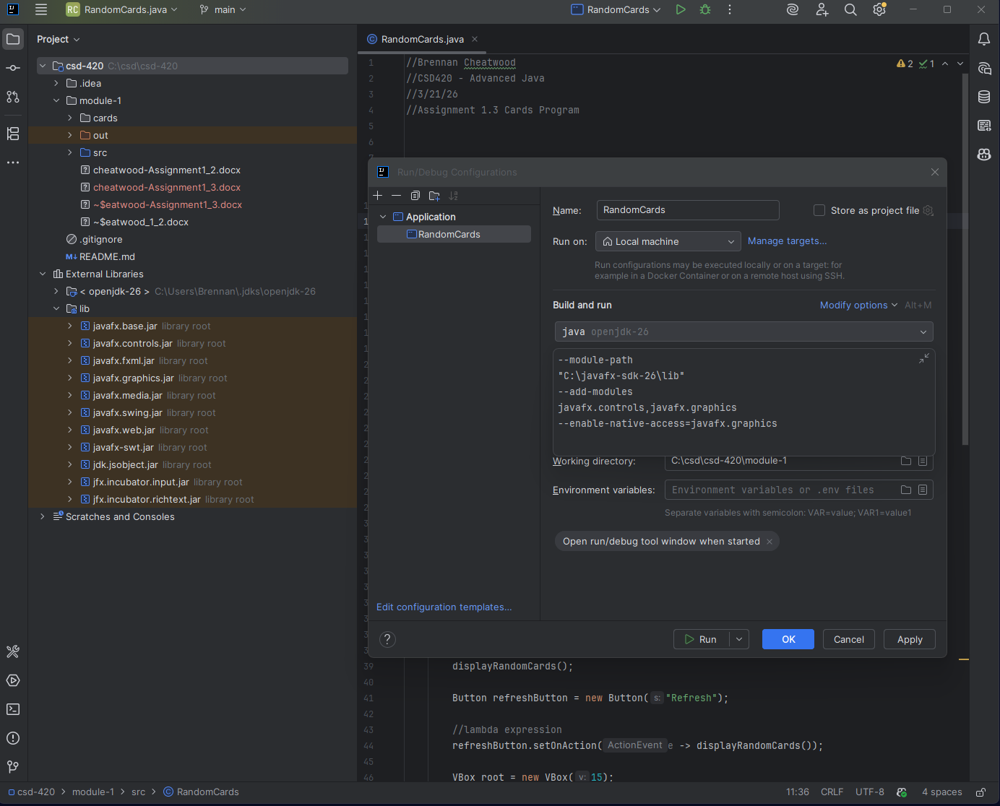 RC RandomCards.java
main
RandomCards
Project
csd-420 C:\csd\csd-420
.idea
module-1
cards
out
src
cheatwood-Assignment1_2.docx
cheatwood-Assignment1_3.docx
~$eatwood-Assignment1_3.docx
~$eatwood_1_2.docx
.gitignore
M↓ README.md
External Libraries
< openjdk-26 > C:\Users\Brennan\.jdks\openjdk-26
lib
javafx.base.jar library root
javafx.controls.jar library root
javafx.fxml.jar library root
javafx.graphics.jar library root
javafx.media.jar library root
javafx.swing.jar library root
javafx.web.jar library root
javafx-swt.jar library root
jdk.jsobject.jar library root
jfx.incubator.input.jar library root
jfx.incubator.richtext.jar library root
Scratches and Consoles
RandomCards.java
2 1
1 //Brennan Cheatwood
2 //CSD420 - Advanced Java
3 //3/21/26
4 //Assignment 1.3 Cards Program
5
6
Run/Debug Configurations
Application
RandomCards
Edit configuration templates...
Name: RandomCards
Store as project file
Run on: Local machine
Manage targets...
Run configurations may be executed locally or on a target: for
example in a Docker Container or on a remote host using SSH.
Build and run
Modify options Alt+M
java openjdk-26
--module-path
"C:\javafx-sdk-26\lib"
--add-modules
javafx.controls,javafx.graphics
--enable-native-access=javafx.graphics
Working directory: C:\csd\csd-420\module-1
Environment variables: Environment variables or .env files
Separate variables with semicolon: VAR=value; VAR1=value1
Open run/debug tool window when started
?
Run
OK
Cancel
Apply
39 displayRandomCards();
40
41 Button refreshButton = new Button( s: "Refresh");
42
43 //lambda expression
44 refreshButton.setOnAction( ActionEvent e -> displayRandomCards());
45
46 VBox root = new VBox( v: 15);
csd-420 > module-1 > src > RandomCards
11:36 CRLF UTF-8 4 spaces